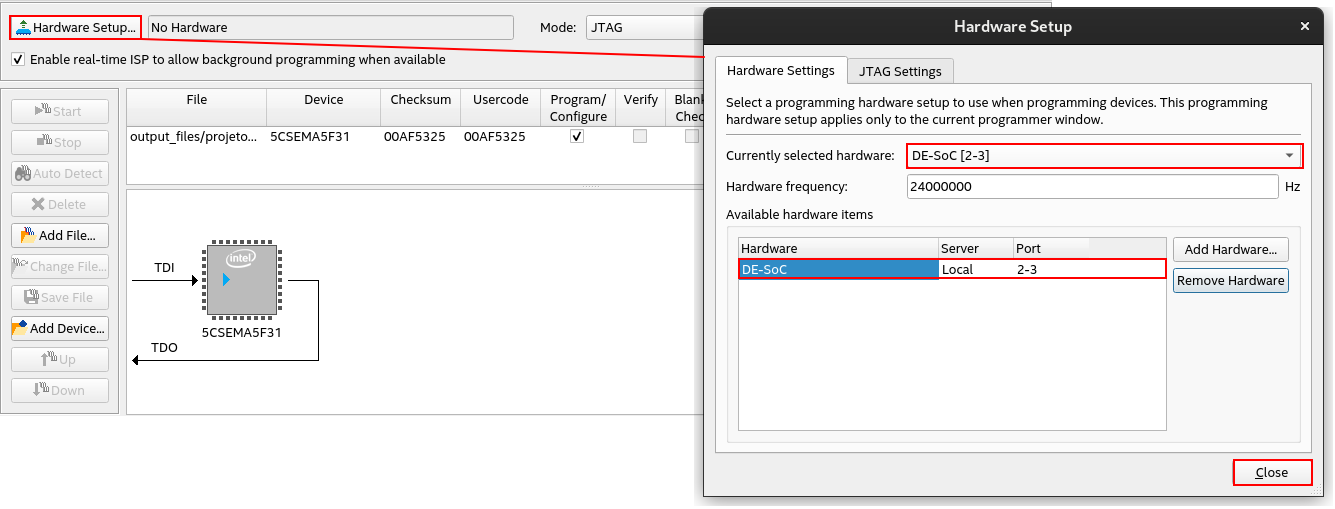 Hardware Setup... No Hardware Mode: JTAG
Enable real-time ISP to allow background programming when available
Start
Stop
Auto Detect
Delete
Add File...
Change File...
Save File
Add Device...
Up
Down
File Device Checksum Usercode Program/ Verify Blank
Configure Chec
output_files/projeto... 5CSEMA5F31 00AF5325 00AF5325
TDI
intel
5CSEMA5F31
TDO
Hardware Setup
Hardware Settings JTAG Settings
Select a programming hardware setup to use when programming devices. This programming
hardware setup applies only to the current programmer window.
Currently selected hardware: DE-SoC [2-3]
Hardware frequency: 24000000 Hz
Available hardware items
Hardware Server Port
DE-SoC Local 2-3
Add Hardware...
Remove Hardware
Close